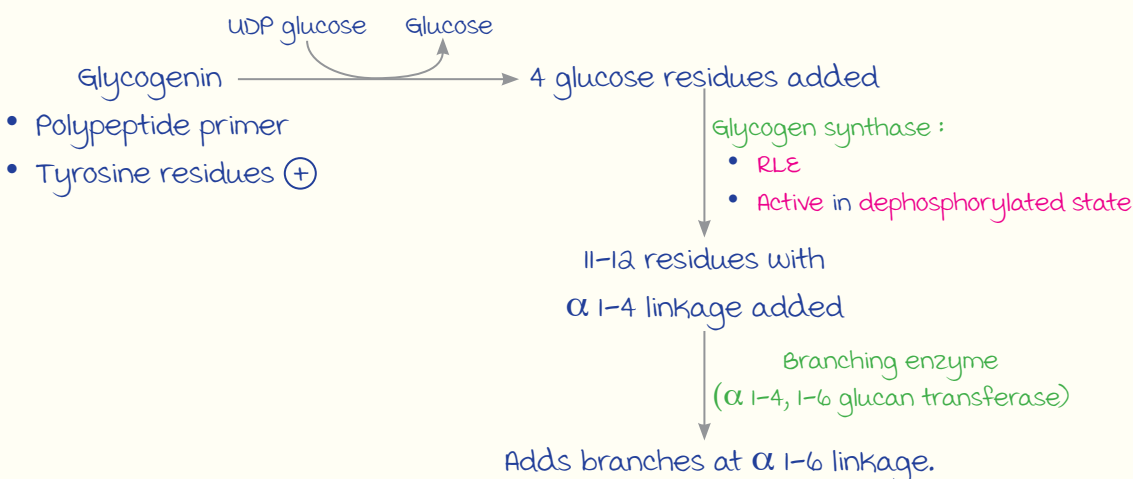 UDP glucose Glucose
Glycogenin 4 glucose residues added
• Polypeptide primer
• Tyrosine residues (+)
Glycogen synthase :
• RLE
• Active in dephosphorylated state
11-12 residues with
α 1-4 linkage added
Branching enzyme
(α 1-4, 1-6 glucan transferase)
Adds branches at α 1-6 linkage.